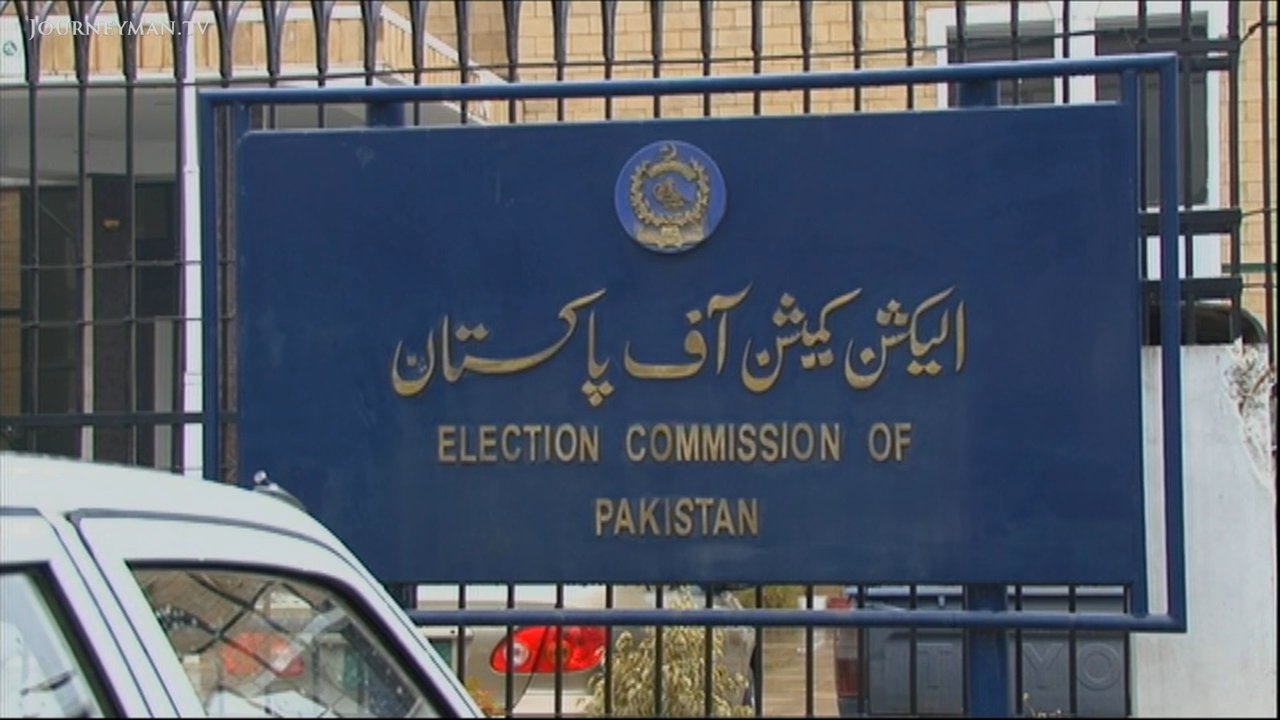 JOURNEYMAN.TV
الیکشن کمیشن آف پاکستان
ELECTION COMMISSION OF
PAKISTAN